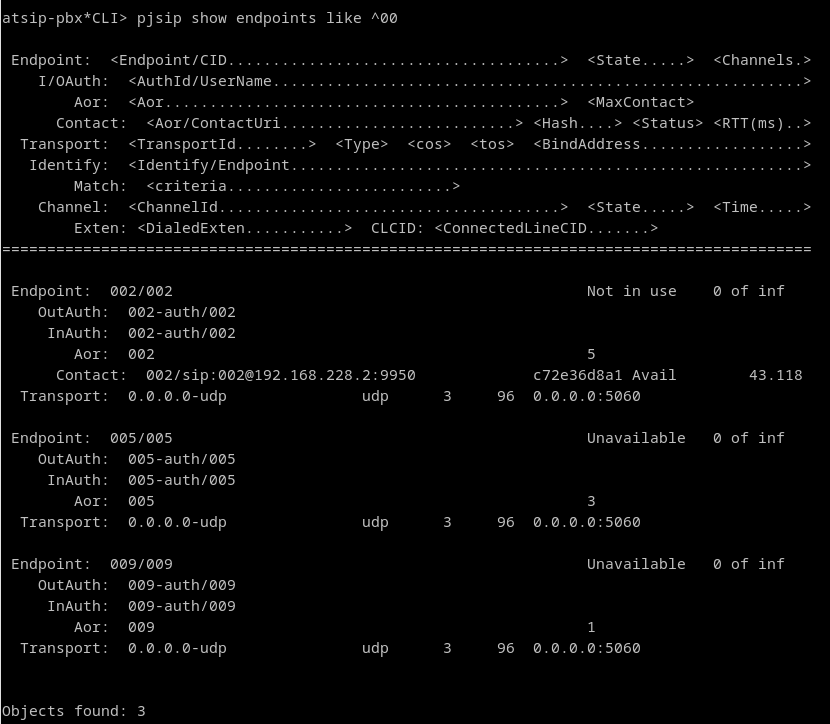 atsip-pbx*CLI> pjsip show endpoints like ^00
Endpoint:  <Endpoint/CID.....................................>  <State.....>  <Channels.>
I/OAuth:  <AuthId/UserName...........................................................>
Aor:  <Aor............................................>  <MaxContact>
Contact:  <Aor/ContactUri..........................> <Hash....> <Status> <RTT(ms)..>
Transport:  <TransportId........>  <Type>  <cos>  <tos>  <BindAddress..................>
Identify:  <Identify/Endpoint.........................................................>
Match:  <criteria.........................>
Channel:  <ChannelId......................................>  <State.....>  <Time.....>
Exten: <DialedExten...........>  CLCID: <ConnectedLineCID.......>
==========================================================================================
Endpoint:  002/002                                              Not in use    0 of inf
OutAuth:  002-auth/002
InAuth:  002-auth/002
Aor:  002                                                5
Contact:  002/sip:002@192.168.228.2:9950             c72e36d8a1 Avail        43.118
Transport:  0.0.0.0-udp               udp      3     96  0.0.0.0:5060
Endpoint:  005/005                                              Unavailable   0 of inf
OutAuth:  005-auth/005
InAuth:  005-auth/005
Aor:  005                                                3
Transport:  0.0.0.0-udp               udp      3     96  0.0.0.0:5060
Endpoint:  009/009                                              Unavailable   0 of inf
OutAuth:  009-auth/009
InAuth:  009-auth/009
Aor:  009                                                1
Transport:  0.0.0.0-udp               udp      3     96  0.0.0.0:5060
Objects found: 3